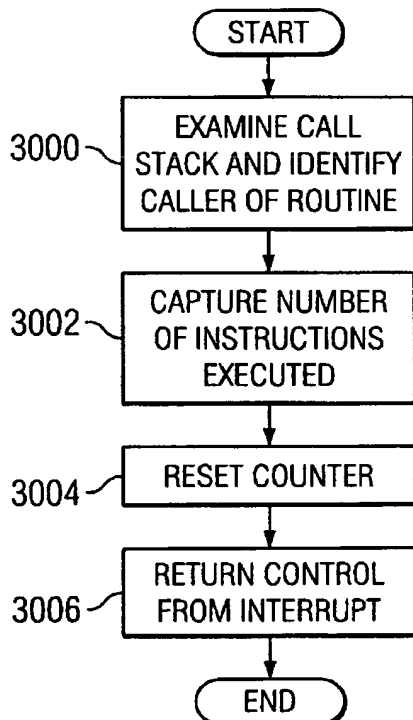 START
3000
EXAMINE CALL
STACK AND IDENTIFY
CALLER OF ROUTINE
3002
CAPTURE NUMBER
OF INSTRUCTIONS
EXECUTED
3004
RESET COUNTER
3006
RETURN CONTROL
FROM INTERRUPT
END